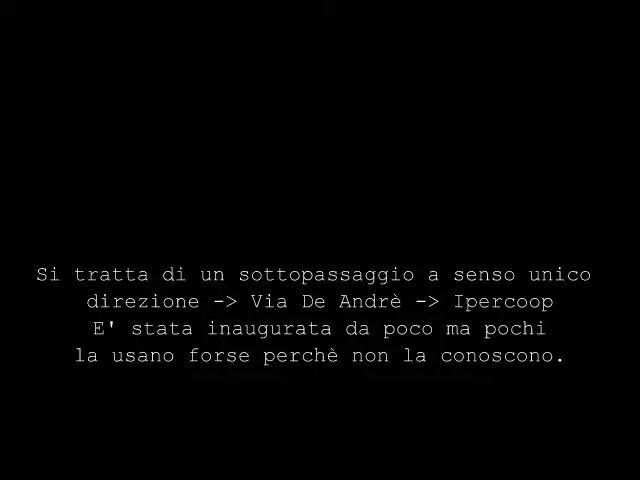 Si tratta di un sottopassaggio a senso unico
direzione -> Via De Andrè -> Ipercoop
E' stata inaugurata da poco ma pochi
la usano forse perchè non la conoscono.